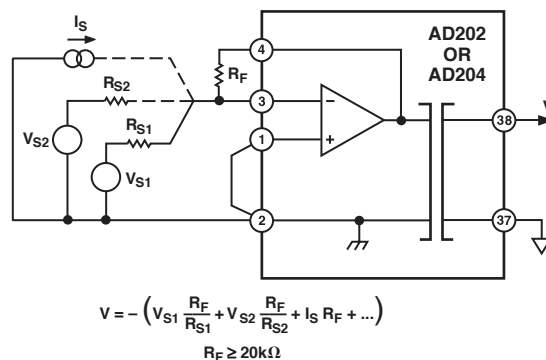 I_S
R_S2
R_S1
V_S2
V_S1
R_F
4
3
1
2
−
+
AD202
OR
AD204
38
37
V
V = − (V_S1 R_F/R_S1 + V_S2 R_F/R_S2 + I_S R_F + ...)
R_F ≥ 20kΩ